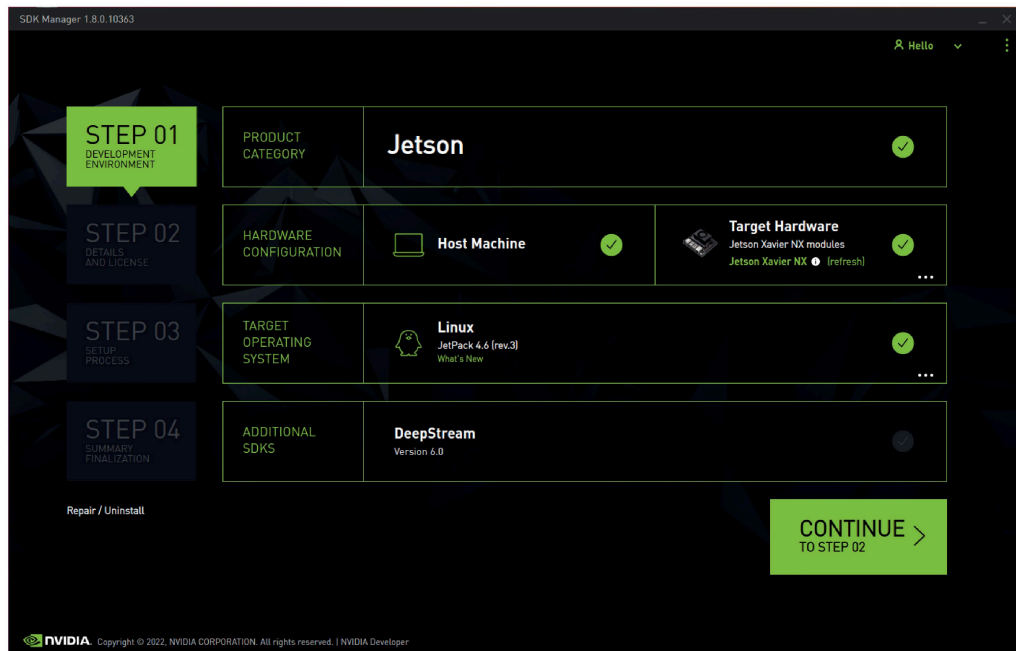 SDK Manager 1.8.0.10363
Hello
STEP 01
DEVELOPMENT
ENVIRONMENT
PRODUCT
CATEGORY
Jetson
STEP 02
DETAILS
AND LICENSE
HARDWARE
CONFIGURATION
Host Machine
Target Hardware
Jetson Xavier NX modules
Jetson Xavier NX (refresh)
STEP 03
SETUP
PROCESS
TARGET
OPERATING
SYSTEM
Linux
JetPack 4.6 (rev.3)
What's New
STEP 04
SUMMARY
FINALIZATION
ADDITIONAL
SDKS
DeepStream
Version 6.0
Repair / Uninstall
CONTINUE
TO STEP 02
NVIDIA. Copyright © 2022, NVIDIA CORPORATION. All rights reserved. | NVIDIA Developer